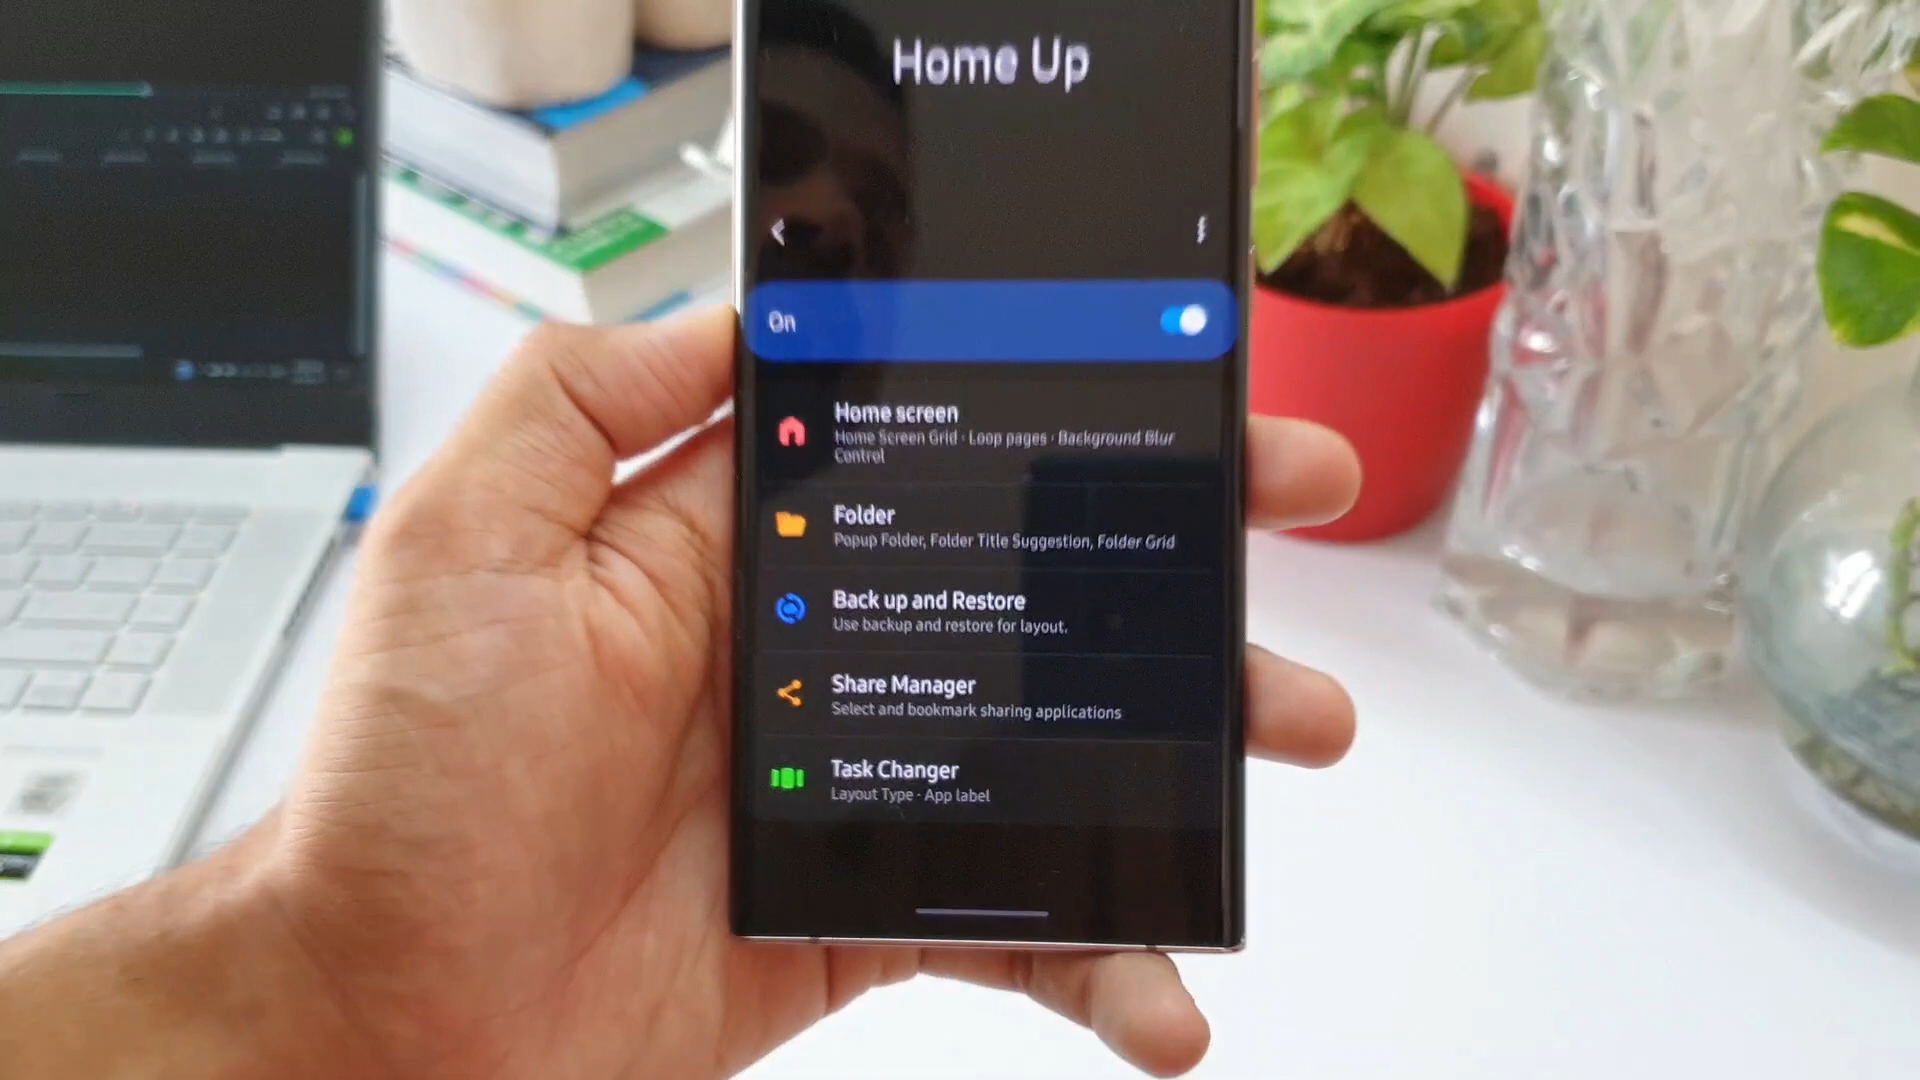 Home Up
On
Home screen
Home Screen Grid · Loop pages · Background Blur
Control
Folder
Popup Folder, Folder Title Suggestion, Folder Grid
Back up and Restore
Use backup and restore for layout.
Share Manager
Select and bookmark sharing applications
Task Changer
Layout Type · App label